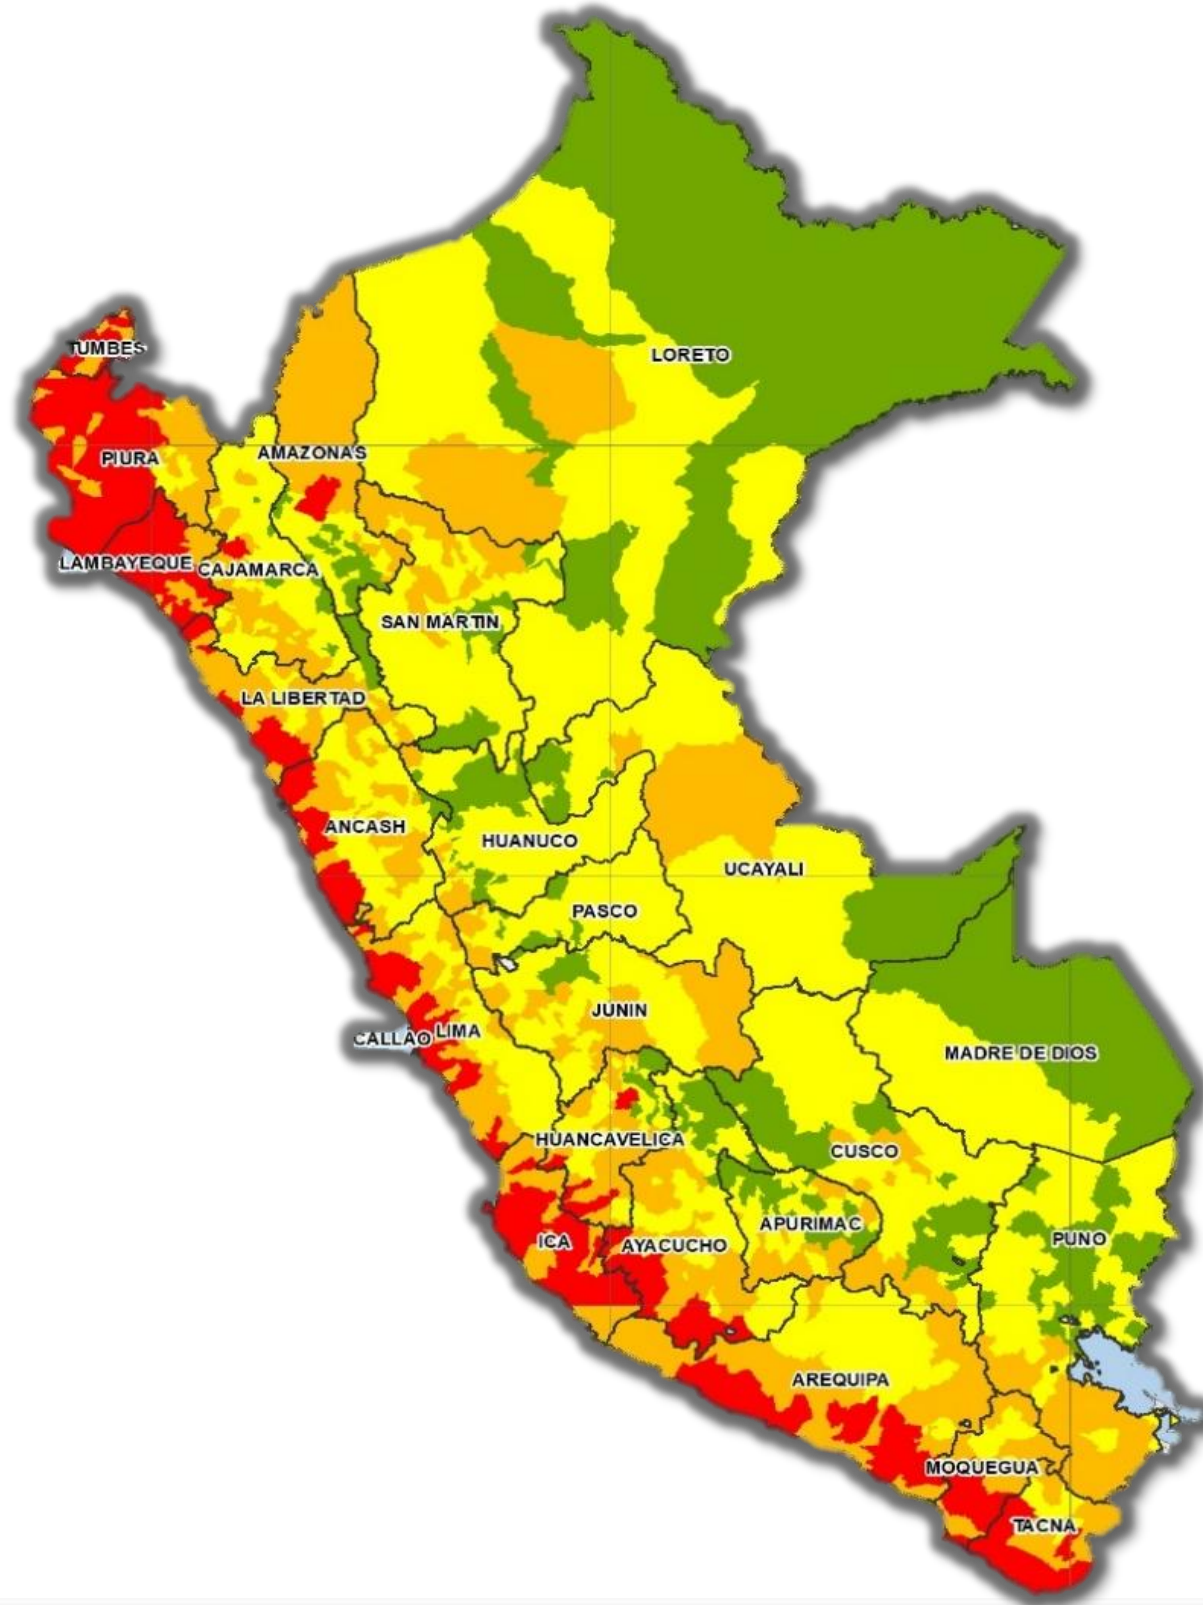 LORETO
TUMBES
PIURA
AMAZONAS
LAMBAYEQUE
CAJAMARCA
SAN MARTIN
LA LIBERTAD
ANCASH
HUANUCO
UCAYALI
PASCO
JUNIN
CALLAO
LIMA
MADRE DE DIOS
HUANCAVELICA
CUSCO
APURIMAC
ICA
AYACUCHO
PUNO
AREQUIPA
MOQUEGUA
TACNA